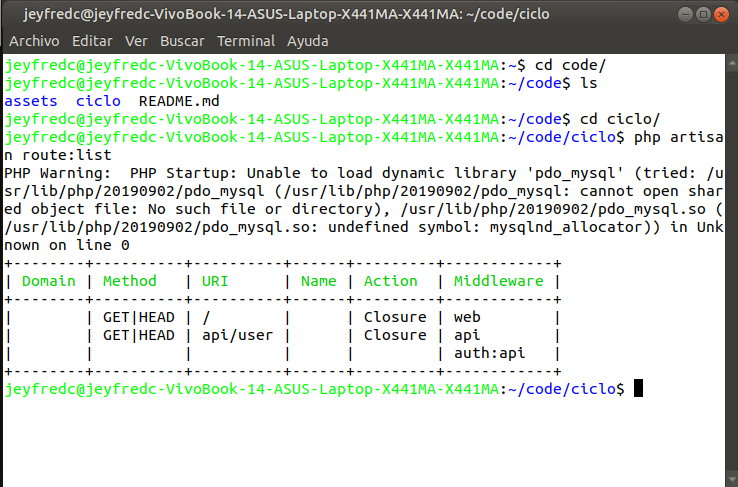 jeyfredc@jeyfredc-VivoBook-14-ASUS-Laptop-X441MA-X441MA: ~/code/ciclo
Archivo Editar Ver Buscar Terminal Ayuda
jeyfredc@jeyfredc-VivoBook-14-ASUS-Laptop-X441MA-X441MA:~$ cd code/
jeyfredc@jeyfredc-VivoBook-14-ASUS-Laptop-X441MA-X441MA:~/code$ ls
assets  ciclo  README.md
jeyfredc@jeyfredc-VivoBook-14-ASUS-Laptop-X441MA-X441MA:~/code$ cd ciclo/
jeyfredc@jeyfredc-VivoBook-14-ASUS-Laptop-X441MA-X441MA:~/code/ciclo$ php artisa
n route:list
PHP Warning:  PHP Startup: Unable to load dynamic library 'pdo_mysql' (tried: /u
sr/lib/php/20190902/pdo_mysql (/usr/lib/php/20190902/pdo_mysql: cannot open shar
ed object file: No such file or directory), /usr/lib/php/20190902/pdo_mysql.so (
/usr/lib/php/20190902/pdo_mysql.so: undefined symbol: mysqlnd_allocator)) in Unk
nown on line 0
+--------+----------+----------+------+---------+------------+
| Domain | Method   | URI      | Name | Action  | Middleware |
+--------+----------+----------+------+---------+------------+
|        | GET|HEAD | /        |      | Closure | web        |
|        | GET|HEAD | api/user |      | Closure | api        |
|        |          |          |      |         | auth:api   |
+--------+----------+----------+------+---------+------------+
jeyfredc@jeyfredc-VivoBook-14-ASUS-Laptop-X441MA-X441MA:~/code/ciclo$